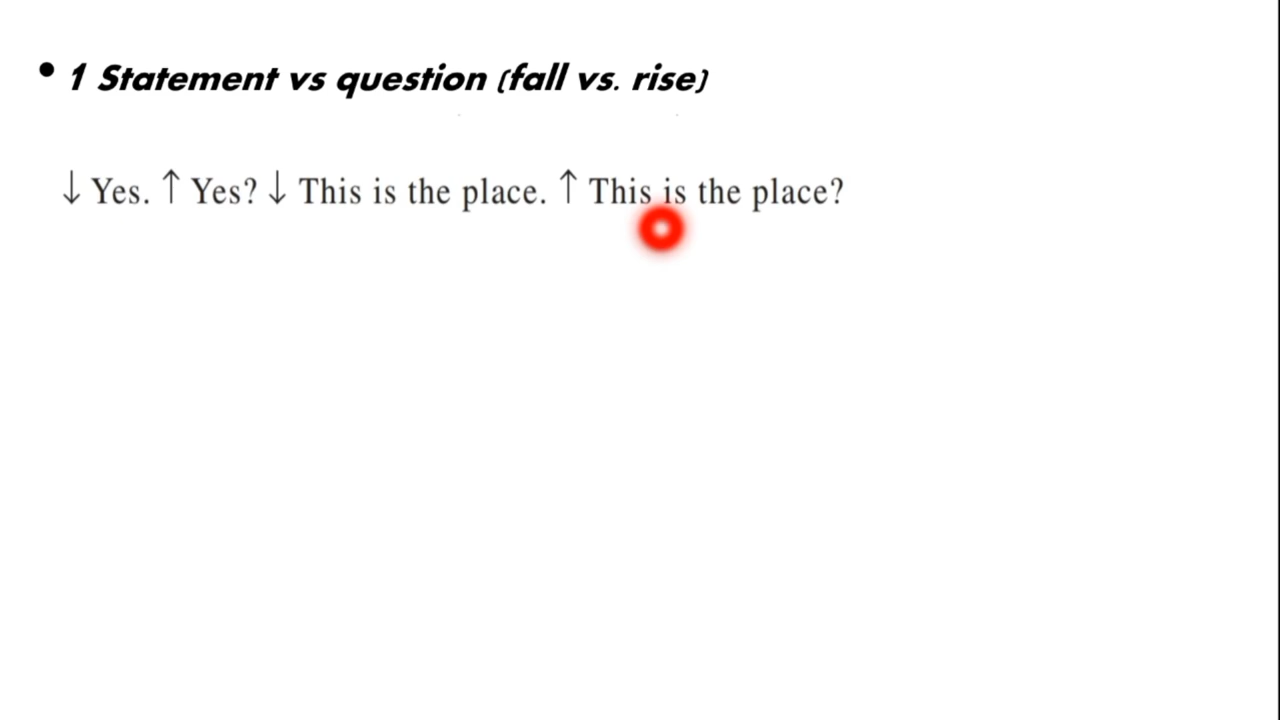 • 1 Statement vs question (fall vs. rise)
↓ Yes. ↑ Yes? ↓ This is the place. ↑ This is the place?